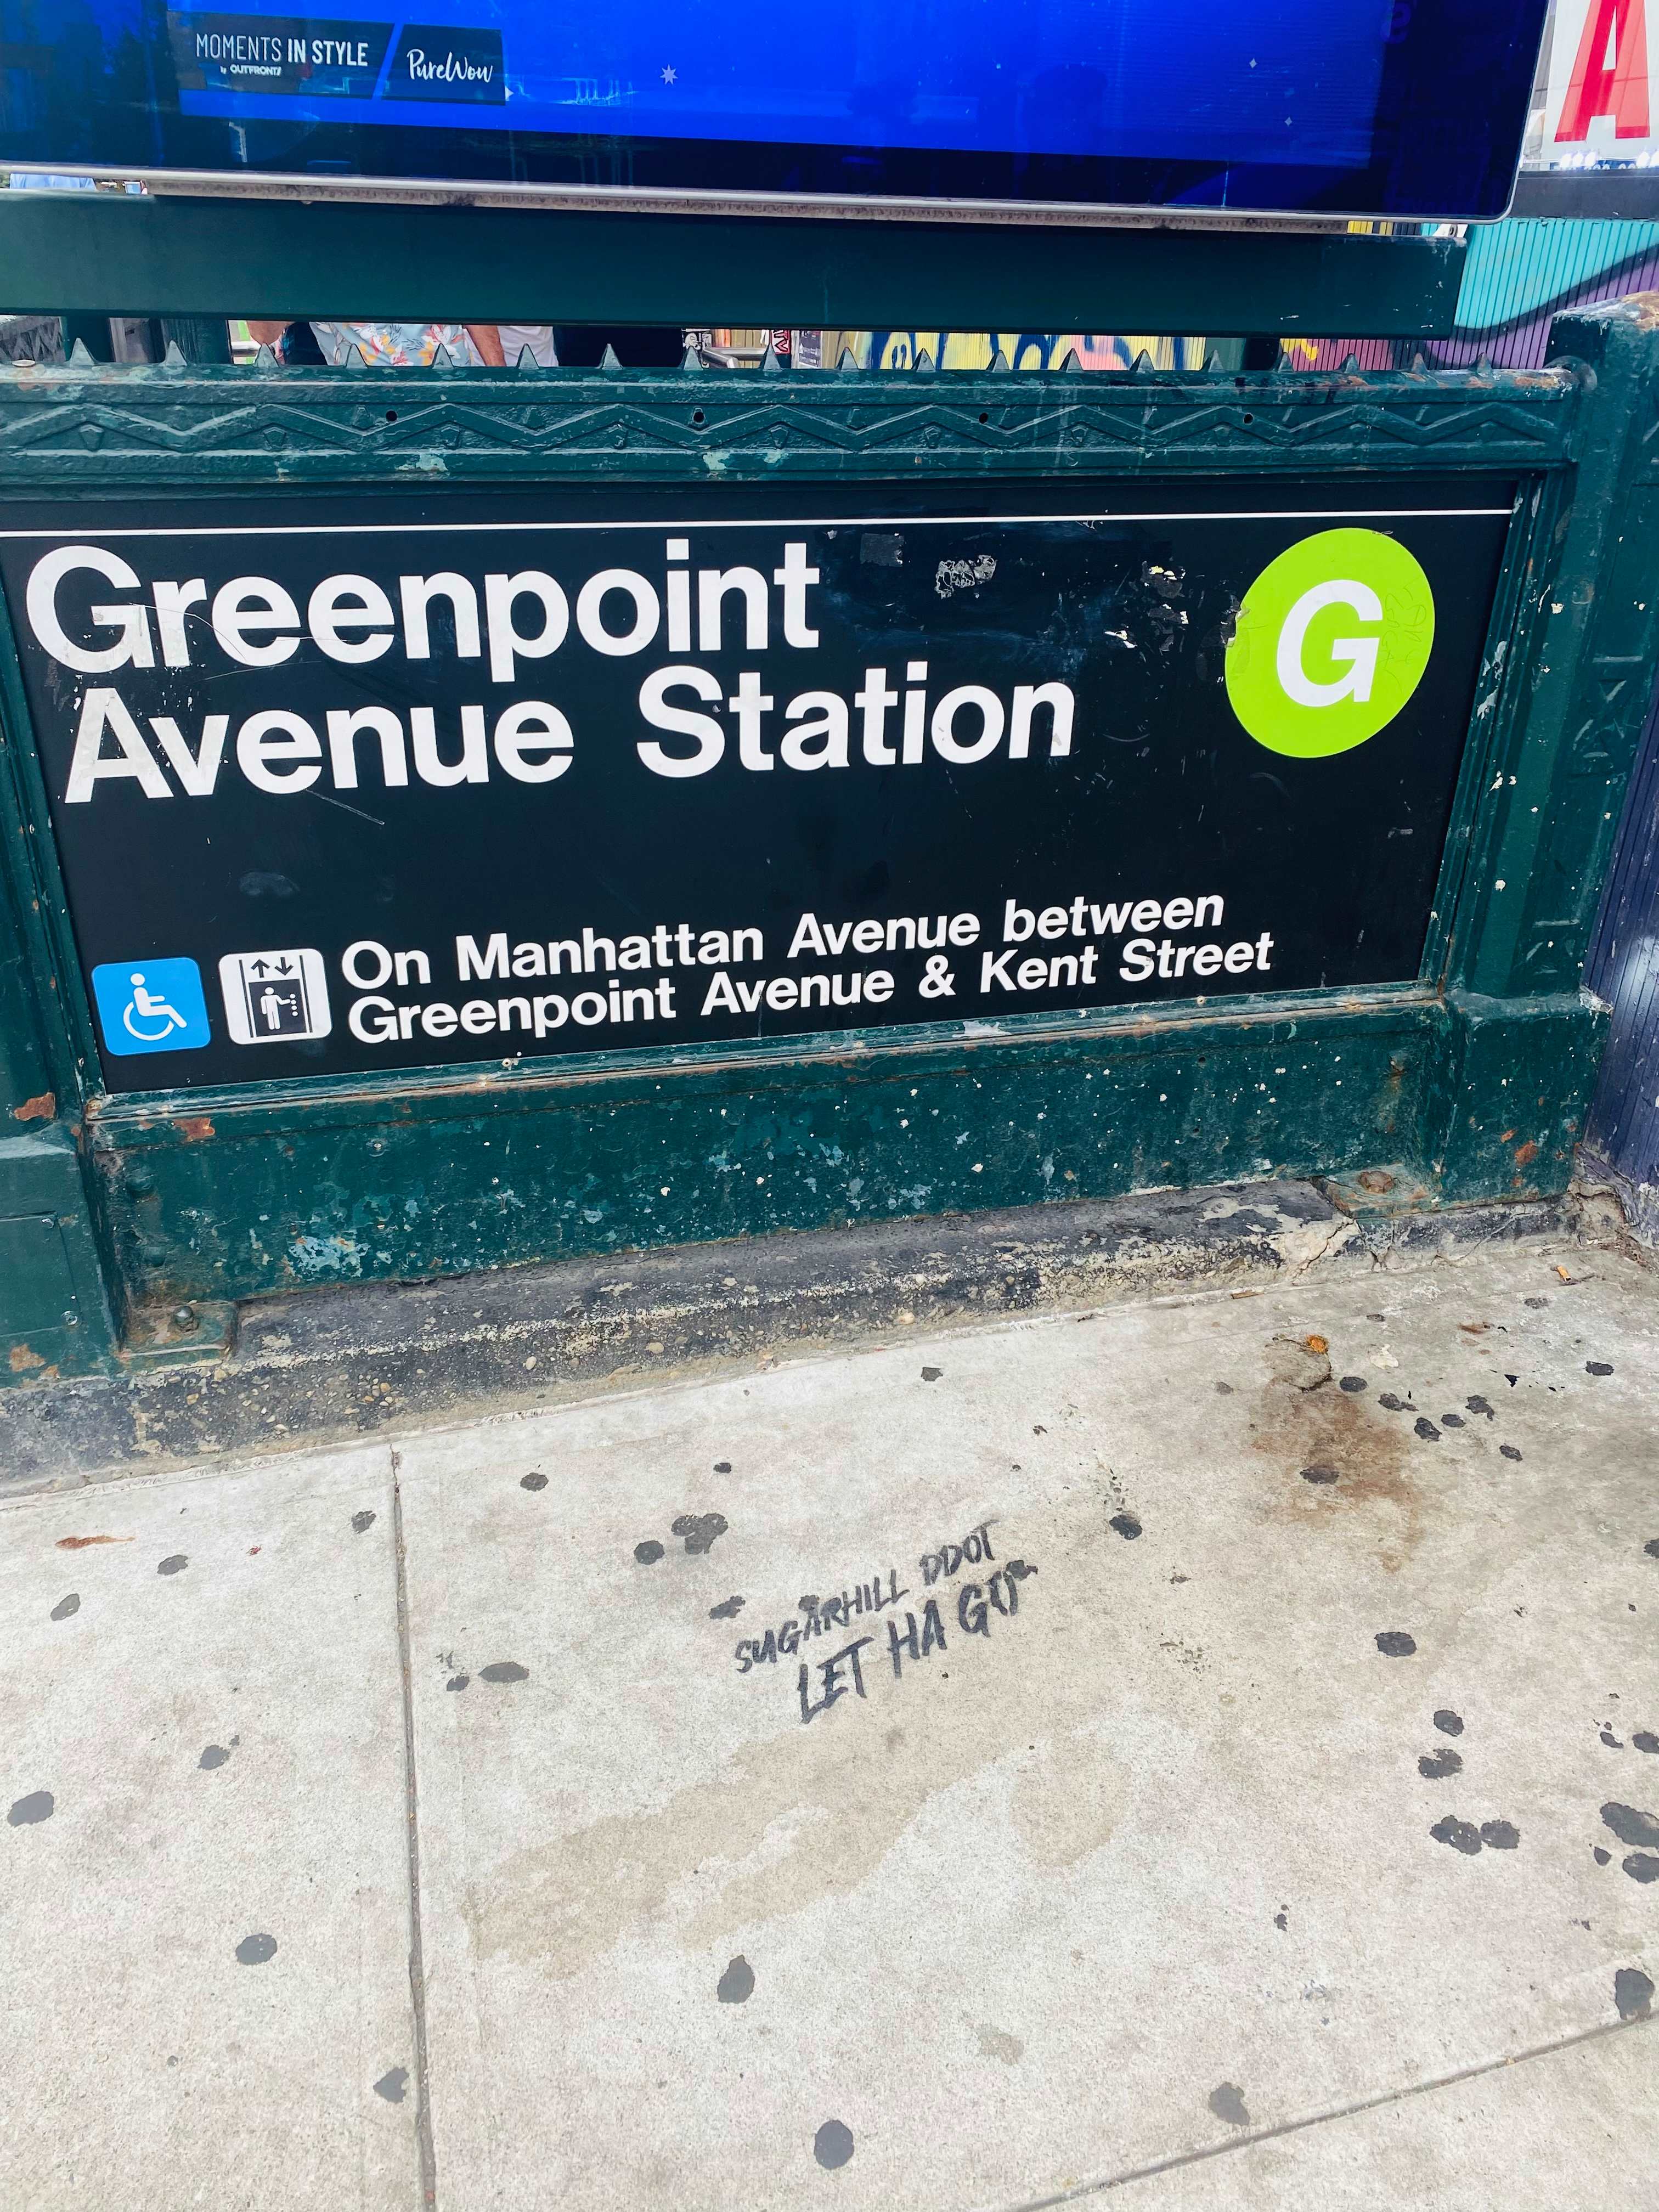 MOMENTS IN STYLE
by OUTFRONT/
PureWow
A
Greenpoint
Avenue Station
G
On Manhattan Avenue between
Greenpoint Avenue & Kent Street
SUGARHILL DDOT
LET HA GO